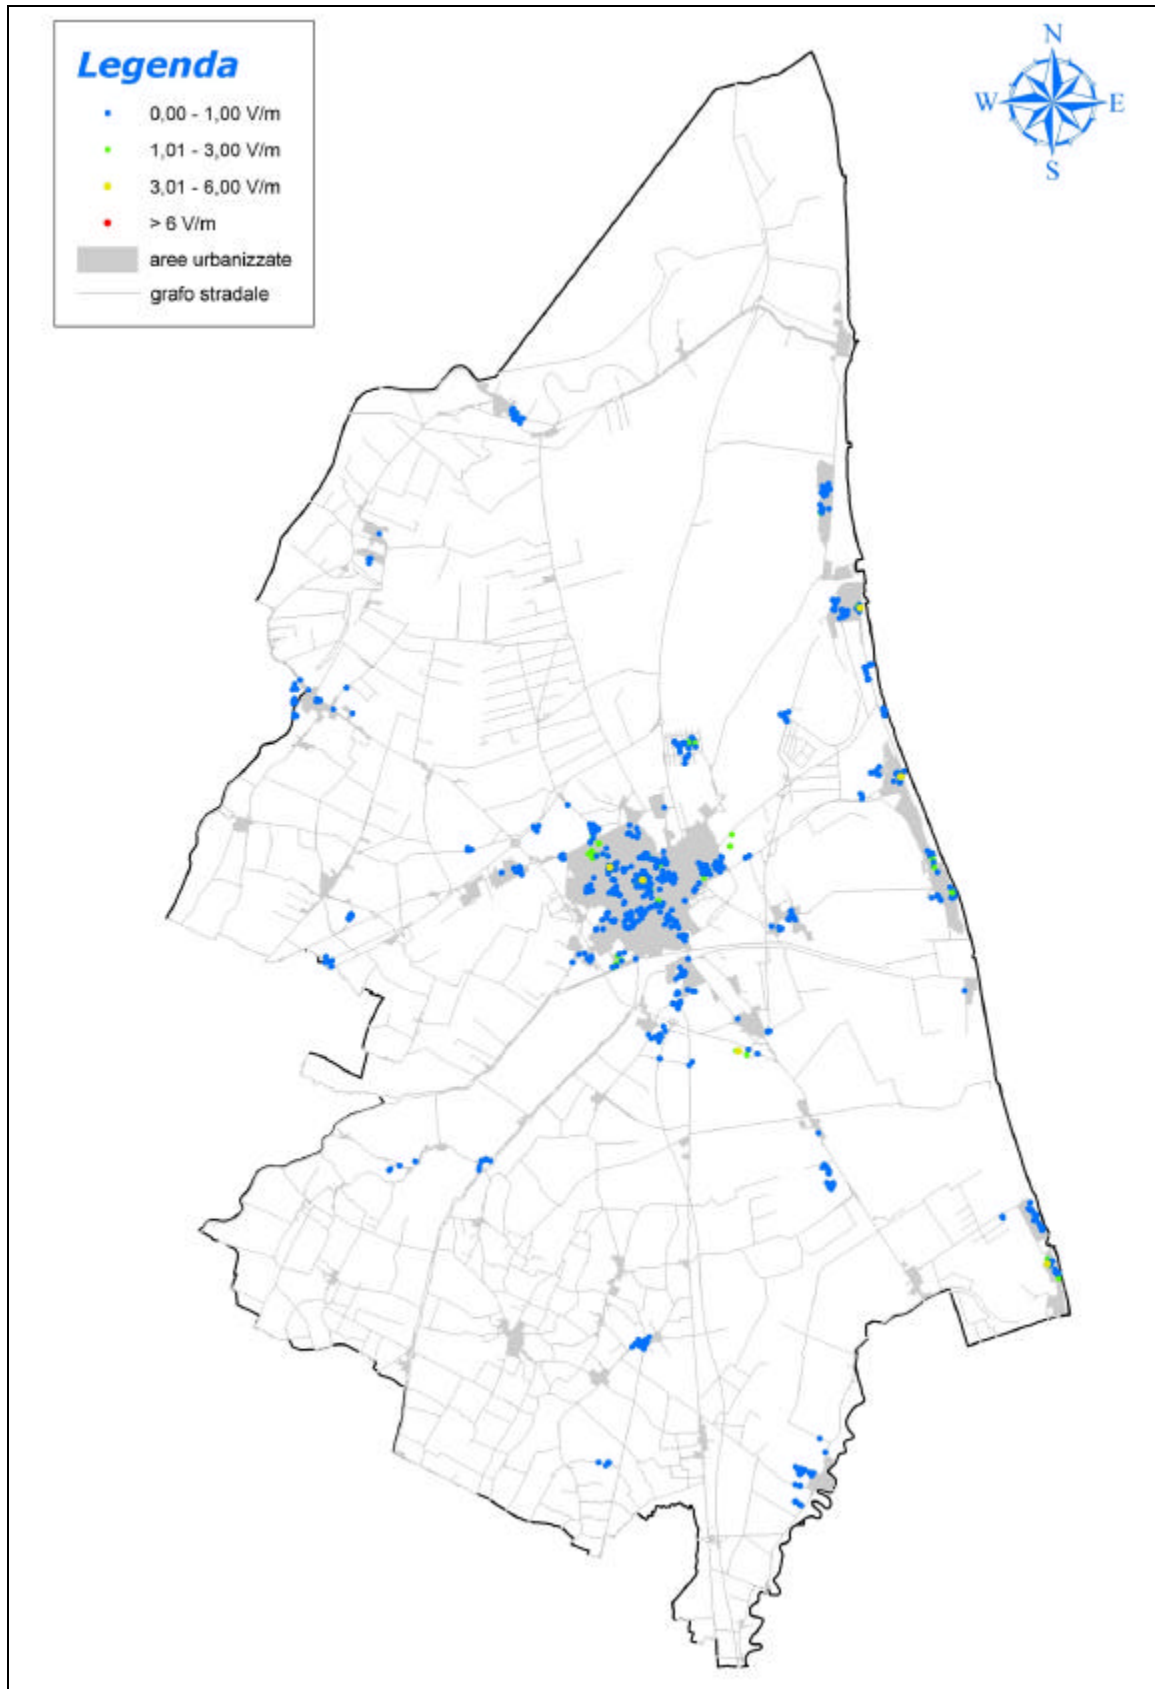 Legenda
0,00 - 1,00 V/m
1,01 - 3,00 V/m
3,01 - 6,00 V/m
> 6 V/m
aree urbanizzate
grafo stradale
N
W E
S